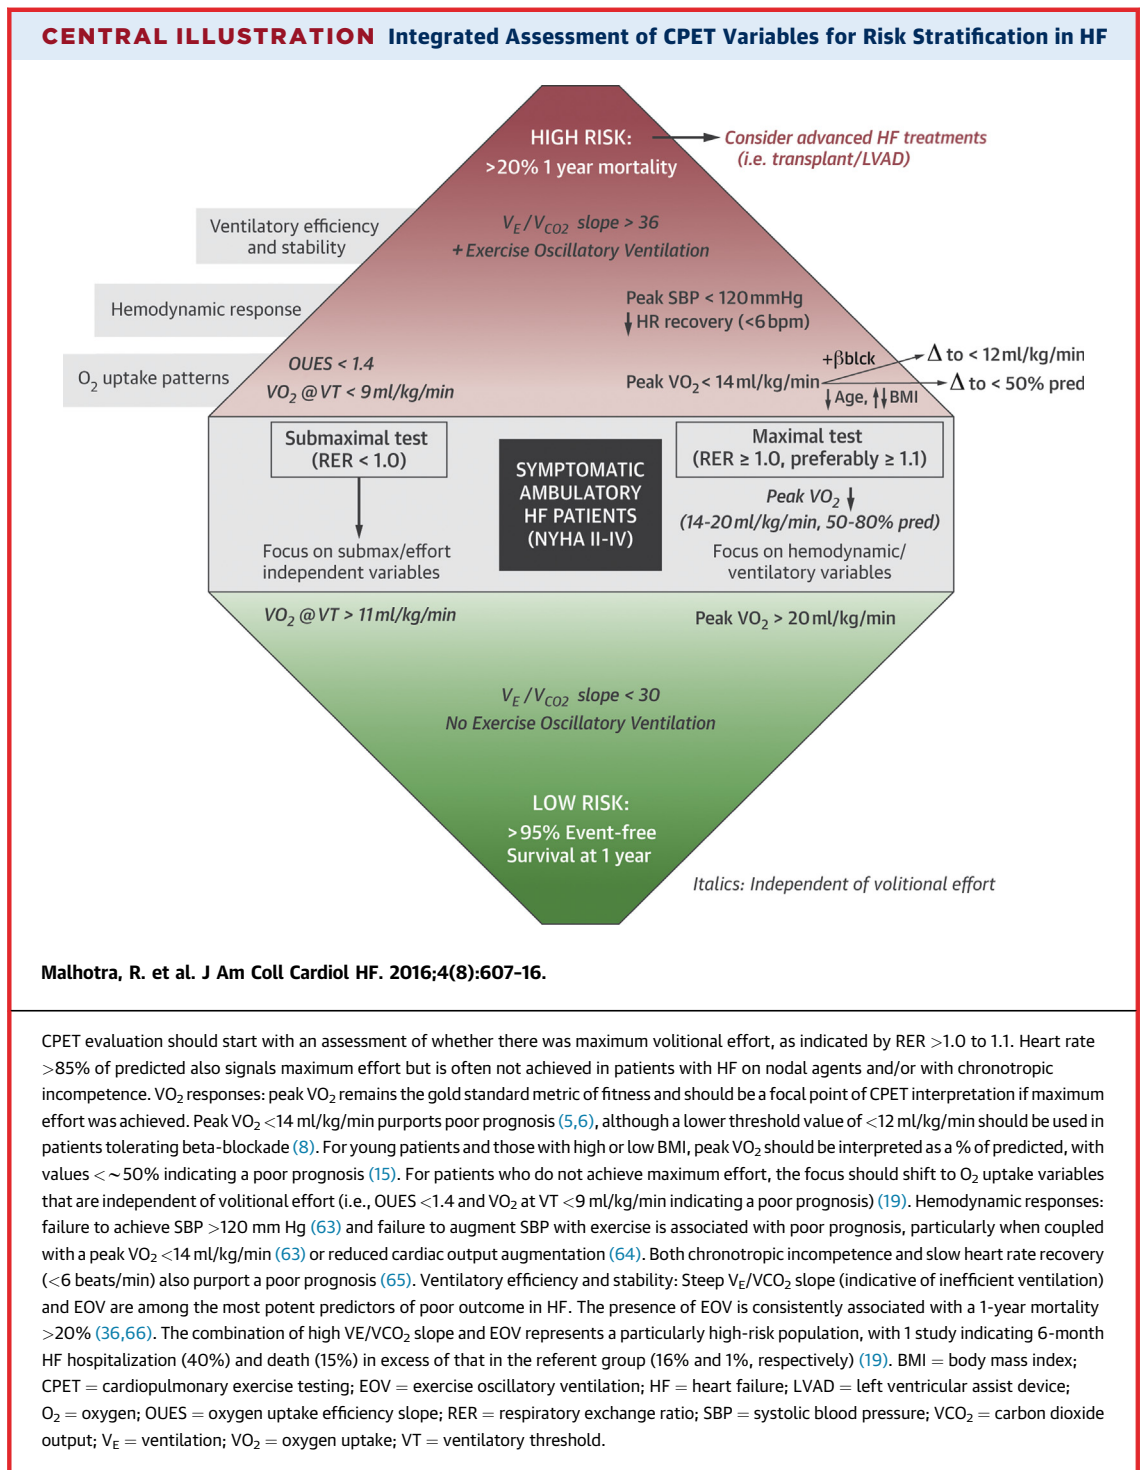 CENTRAL ILLUSTRATION Integrated Assessment of CPET Variables for Risk Stratification in HF
HIGH RISK:
>20% 1 year mortality
Consider advanced HF treatments
(i.e. transplant/LVAD)
Ventilatory efficiency
and stability
VE/VCO2 slope > 36
+ Exercise Oscillatory Ventilation
Hemodynamic response
Peak SBP < 120 mmHg
↓ HR recovery (<6 bpm)
O2 uptake patterns
OUES < 1.4
VO2 @ VT < 9 ml/kg/min
Peak VO2 < 14 ml/kg/min
+βblck
Δ to < 12 ml/kg/min
Δ to < 50% pred
↓ Age, ↑↓ BMI
Submaximal test
(RER < 1.0)
Focus on submax/effort
independent variables
SYMPTOMATIC
AMBULATORY
HF PATIENTS
(NYHA II-IV)
Maximal test
(RER ≥ 1.0, preferably ≥ 1.1)
Peak VO2 ↓
(14-20 ml/kg/min, 50-80% pred)
Focus on hemodynamic/
ventilatory variables
VO2 @ VT > 11 ml/kg/min
Peak VO2 > 20 ml/kg/min
VE/VCO2 slope < 30
No Exercise Oscillatory Ventilation
LOW RISK:
> 95% Event-free
Survival at 1 year
Italics: Independent of volitional effort
Malhotra, R. et al. J Am Coll Cardiol HF. 2016;4(8):607–16.
CPET evaluation should start with an assessment of whether there was maximum volitional effort, as indicated by RER >1.0 to 1.1. Heart rate
>85% of predicted also signals maximum effort but is often not achieved in patients with HF on nodal agents and/or with chronotropic
incompetence. VO2 responses: peak VO2 remains the gold standard metric of fitness and should be a focal point of CPET interpretation if maximum
effort was achieved. Peak VO2 <14 ml/kg/min purports poor prognosis (5,6), although a lower threshold value of <12 ml/kg/min should be used in
patients tolerating beta-blockade (8). For young patients and those with high or low BMI, peak VO2 should be interpreted as a % of predicted, with
values <~50% indicating a poor prognosis (15). For patients who do not achieve maximum effort, the focus should shift to O2 uptake variables
that are independent of volitional effort (i.e., OUES <1.4 and VO2 at VT <9 ml/kg/min indicating a poor prognosis) (19). Hemodynamic responses:
failure to achieve SBP >120 mm Hg (63) and failure to augment SBP with exercise is associated with poor prognosis, particularly when coupled
with a peak VO2 <14 ml/kg/min (63) or reduced cardiac output augmentation (64). Both chronotropic incompetence and slow heart rate recovery
(<6 beats/min) also purport a poor prognosis (65). Ventilatory efficiency and stability: Steep VE/VCO2 slope (indicative of inefficient ventilation)
and EOV are among the most potent predictors of poor outcome in HF. The presence of EOV is consistently associated with a 1-year mortality
>20% (36,66). The combination of high VE/VCO2 slope and EOV represents a particularly high-risk population, with 1 study indicating 6-month
HF hospitalization (40%) and death (15%) in excess of that in the referent group (16% and 1%, respectively) (19). BMI = body mass index;
CPET = cardiopulmonary exercise testing; EOV = exercise oscillatory ventilation; HF = heart failure; LVAD = left ventricular assist device;
O2 = oxygen; OUES = oxygen uptake efficiency slope; RER = respiratory exchange ratio; SBP = systolic blood pressure; VCO2 = carbon dioxide
output; VE = ventilation; VO2 = oxygen uptake; VT = ventilatory threshold.